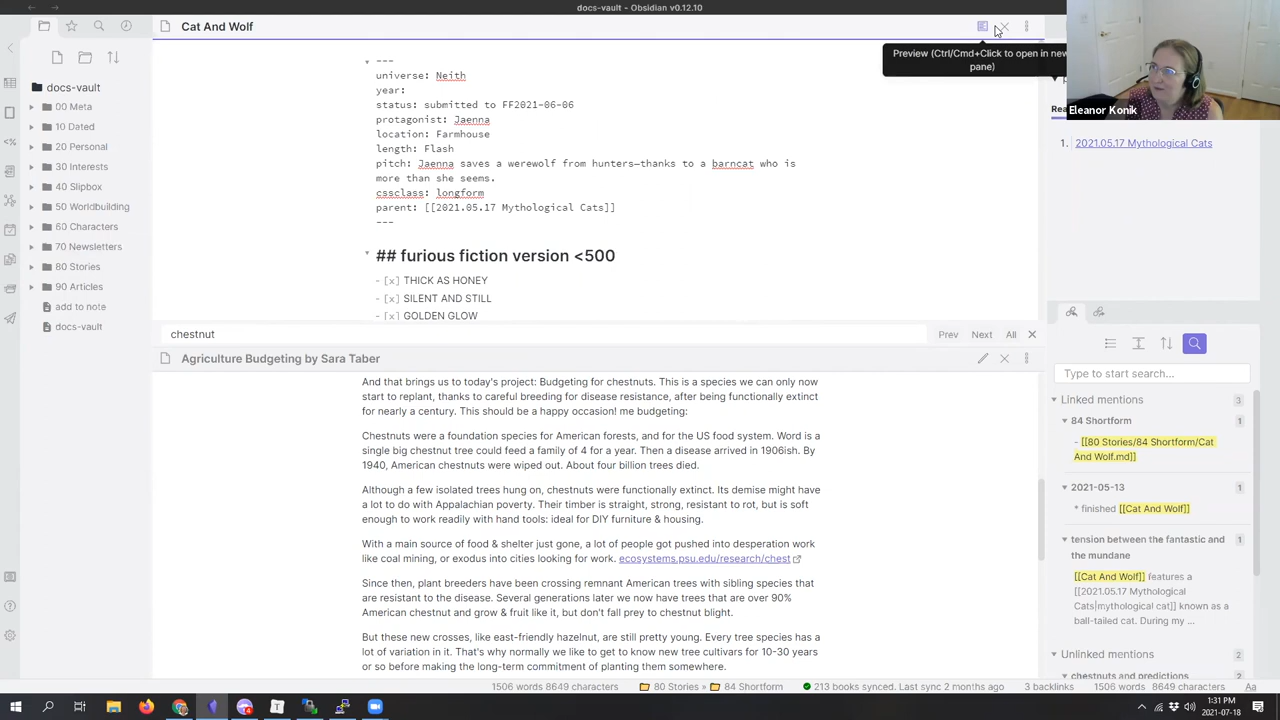 docs-vault - Obsidian v0.12.10
Cat And Wolf
Preview (Ctrl/Cmd+Click to open in new
pane)
Eleanor Konik
docs-vault
00 Meta
10 Dated
20 Personal
30 Interests
40 Slipbox
50 Worldbuilding
60 Characters
70 Newsletters
80 Stories
90 Articles
add to note
docs-vault
---
universe: Neith
year:
status: submitted to FF2021-06-06
protagonist: Jaenna
location: Farmhouse
length: Flash
pitch: Jaenna saves a werewolf from hunters—thanks to a barncat who is
more than she seems.
cssclass: longform
parent: [[2021.05.17 Mythological Cats]]
---
## furious fiction version <500
- [x] THICK AS HONEY
- [x] SILENT AND STILL
- [x] GOLDEN GLOW
chestnut
Prev Next All
Agriculture Budgeting by Sara Taber
And that brings us to today's project: Budgeting for chestnuts. This is a species we can only now
start to replant, thanks to careful breeding for disease resistance, after being functionally extinct
for nearly a century. This should be a happy occasion! me budgeting:
Chestnuts were a foundation species for American forests, and for the US food system. Word is a
single big chestnut tree could feed a family of 4 for a year. Then a disease arrived in 1906ish. By
1940, American chestnuts were wiped out. About four billion trees died.
Although a few isolated trees hung on, chestnuts were functionally extinct. Its demise might have
a lot to do with Appalachian poverty. Their timber is straight, strong, resistant to rot, but is soft
enough to work readily with hand tools: ideal for DIY furniture & housing.
With a main source of food & shelter just gone, a lot of people got pushed into desperation work
like coal mining, or exodus into cities looking for work. ecosystems.psu.edu/research/chest
Since then, plant breeders have been crossing remnant American trees with sibling species that
are resistant to the disease. Several generations later we now have trees that are over 90%
American chestnut and grow & fruit like it, but don't fall prey to chestnut blight.
But these new crosses, like east-friendly hazelnut, are still pretty young. Every tree species has a
lot of variation in it. That's why normally we like to get to know new tree cultivars for 10-30 years
or so before making the long-term commitment of planting them somewhere.
1. 2021.05.17 Mythological Cats
Type to start search...
Linked mentions 3
84 Shortform 1
- [[80 Stories/84 Shortform/Cat
And Wolf.md]]
2021-05-13 1
* finished [[Cat And Wolf]]
tension between the fantastic and
the mundane 1
[[Cat And Wolf]] features a
[[2021.05.17 Mythological
Cats|mythological cat]] known as a
ball-tailed cat. During my ...
Unlinked mentions 2
chestnuts and predictions 1
1506 words 8649 characters
80 Stories » 84 Shortform
213 books synced. Last sync 2 months ago
3 backlinks
1506 words 8649 characters
Aa
1:31 PM
2021-07-18